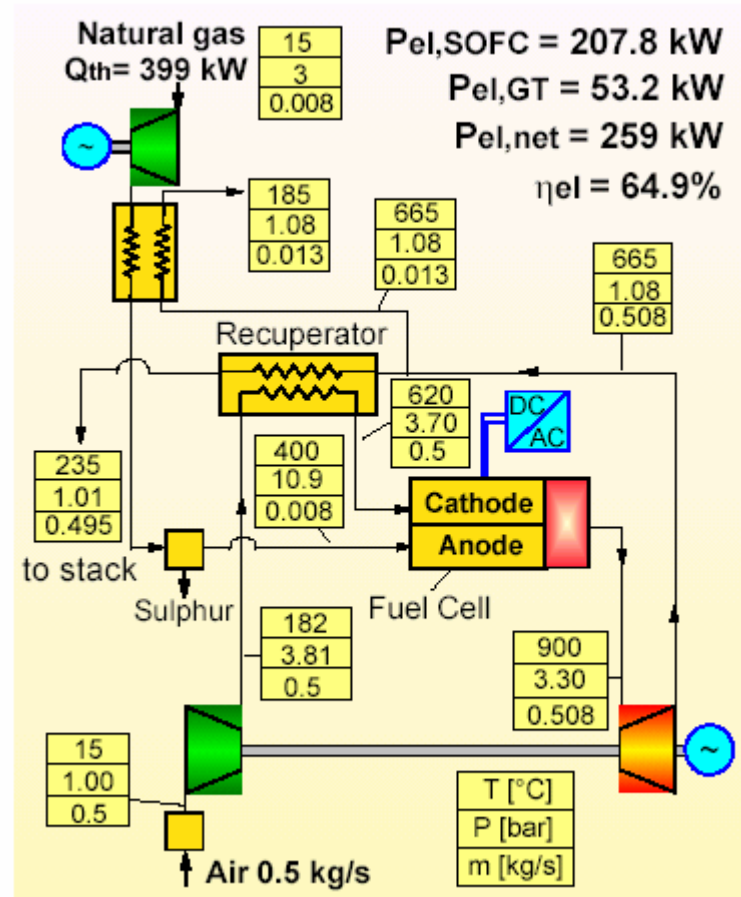 Natural gas
Qth= 399 kW
15
3
0.008
Pel,SOFC = 207.8 kW
Pel,GT = 53.2 kW
Pel,net = 259 kW
ηel = 64.9%
~
185
1.08
0.013
665
1.08
0.013
665
1.08
0.508
Recuperator
620
3.70
0.5
DC
AC
400
10.9
0.008
235
1.01
0.495
to stack
Cathode
Anode
Sulphur
Fuel Cell
182
3.81
0.5
900
3.30
0.508
15
1.00
0.5
~
T [°C]
P [bar]
m [kg/s]
Air 0.5 kg/s